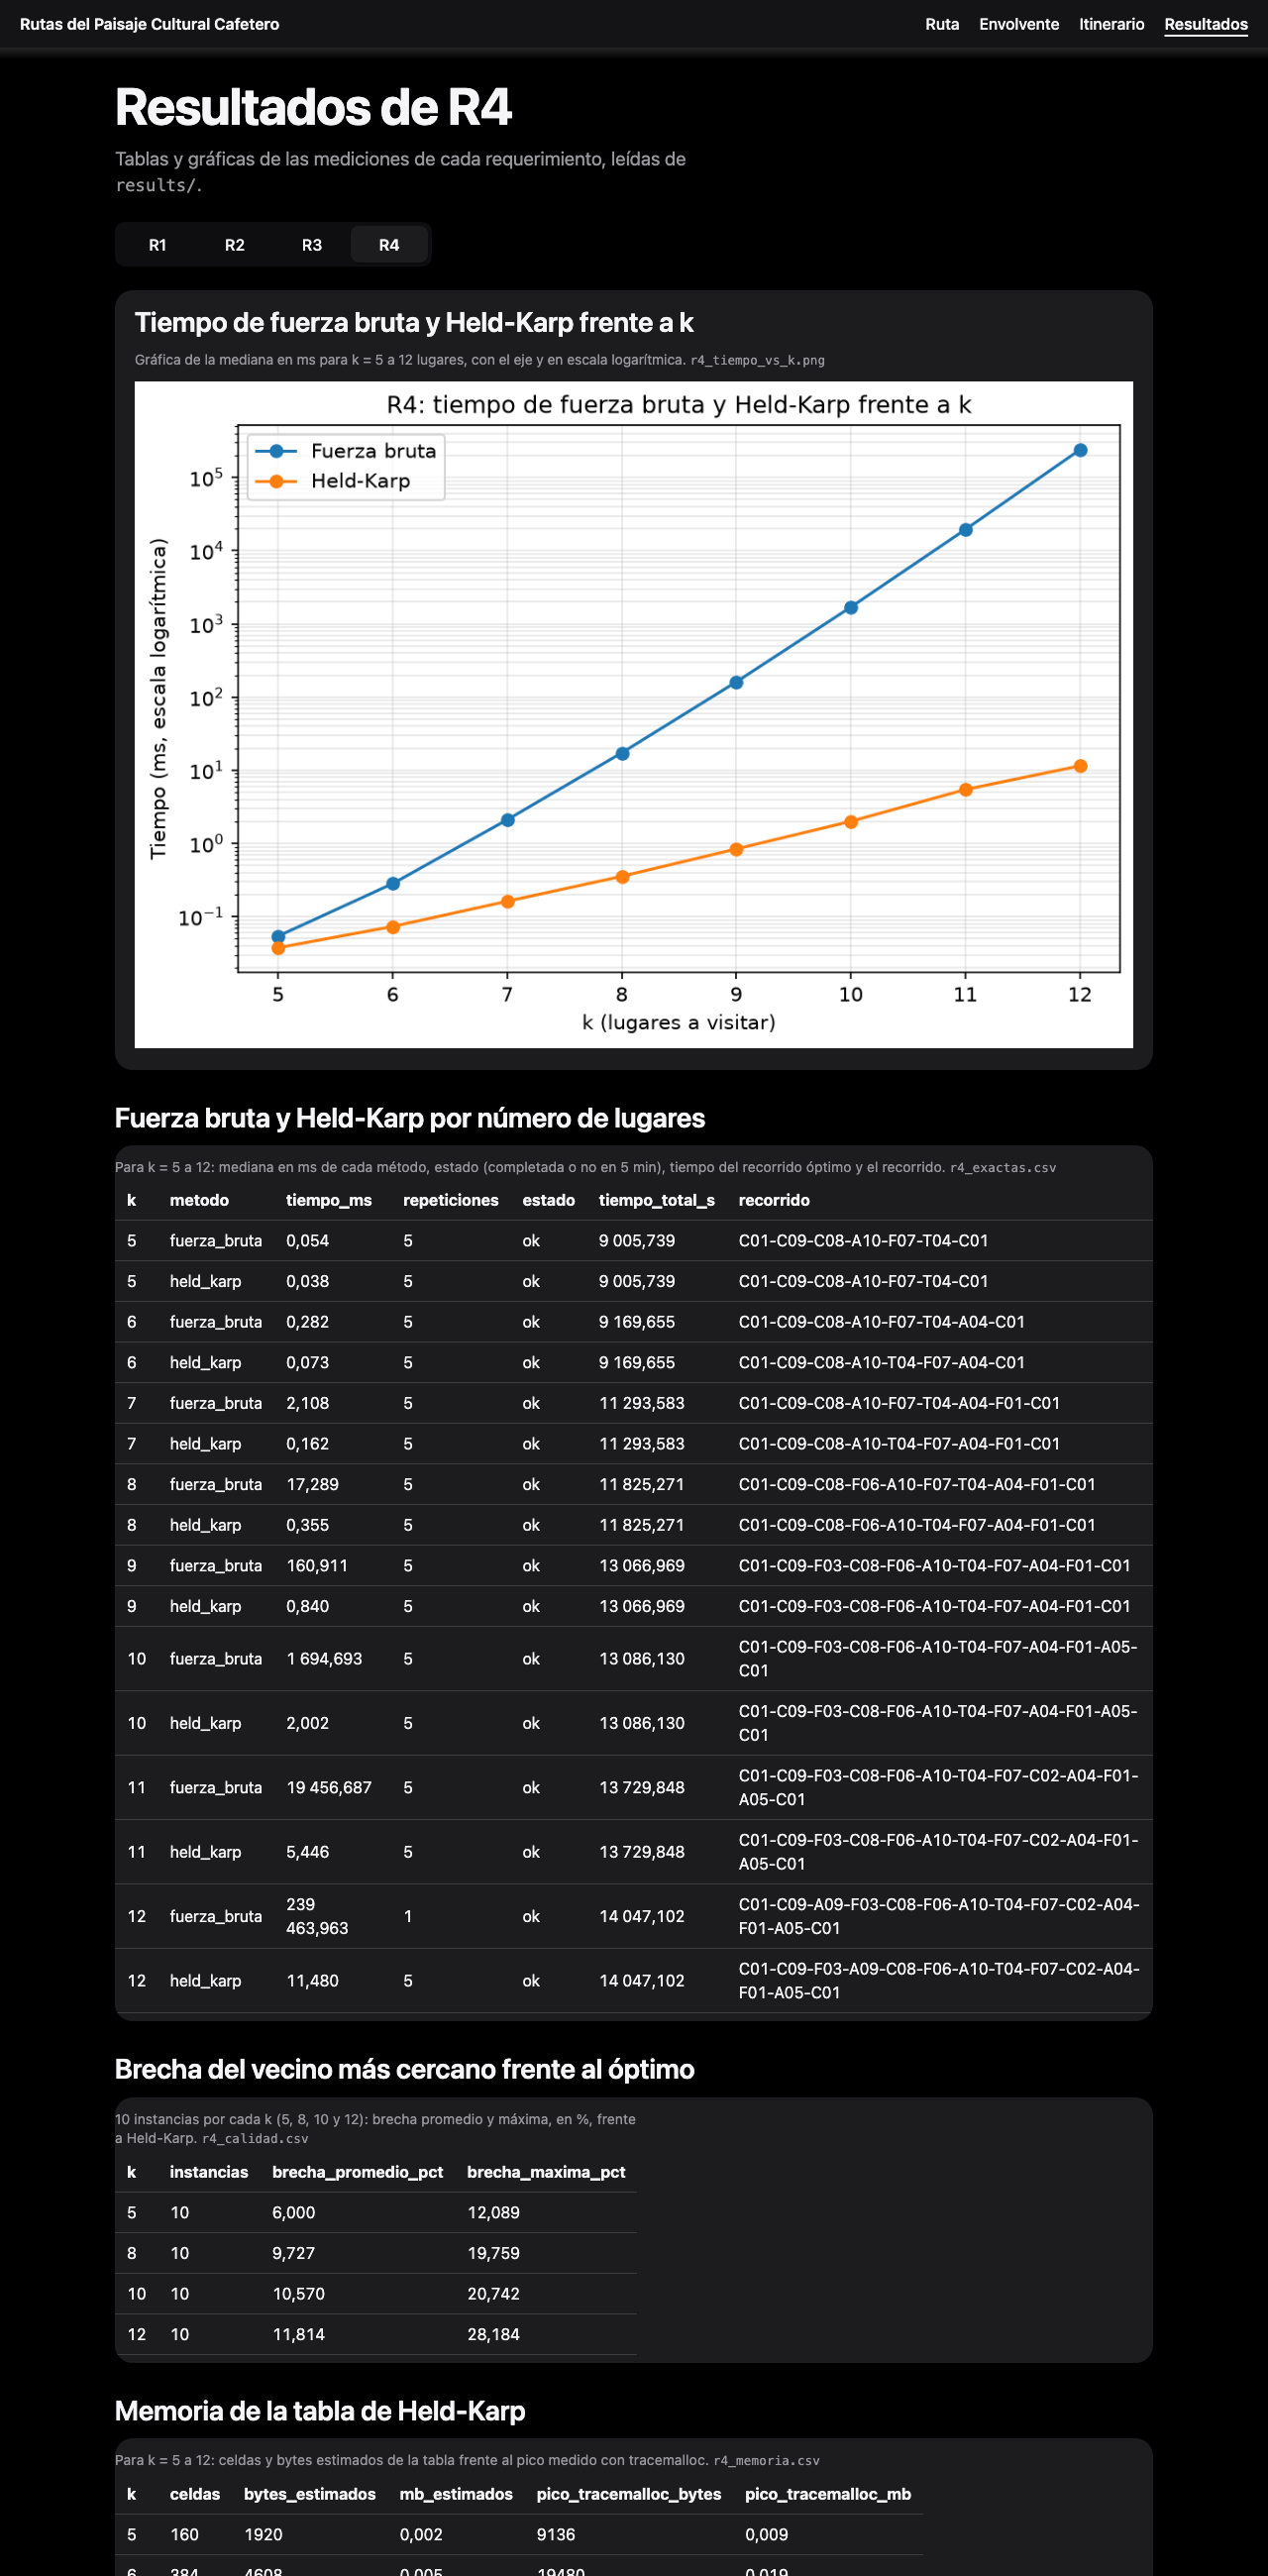 Rutas del Paisaje Cultural Cafetero
Ruta Envolvente Itinerario Resultados
Resultados de R4
Tablas y gráficas de las mediciones de cada requerimiento, leídas de
results/.
R1 R2 R3 R4
Tiempo de fuerza bruta y Held-Karp frente a k
Gráfica de la mediana en ms para k = 5 a 12 lugares, con el eje y en escala logarítmica. r4_tiempo_vs_k.png
R4: tiempo de fuerza bruta y Held-Karp frente a k
Fuerza bruta
Held-Karp
10⁵
10⁴
10³
10²
10¹
10⁰
10⁻¹
Tiempo (ms, escala logarítmica)
5 6 7 8 9 10 11 12
k (lugares a visitar)
Fuerza bruta y Held-Karp por número de lugares
Para k = 5 a 12: mediana en ms de cada método, estado (completada o no en 5 min), tiempo del recorrido óptimo y el recorrido. r4_exactas.csv
k metodo tiempo_ms repeticiones estado tiempo_total_s recorrido
5 fuerza_bruta 0,054 5 ok 9 005,739 C01-C09-C08-A10-F07-T04-C01
5 held_karp 0,038 5 ok 9 005,739 C01-C09-C08-A10-F07-T04-C01
6 fuerza_bruta 0,282 5 ok 9 169,655 C01-C09-C08-A10-F07-T04-A04-C01
6 held_karp 0,073 5 ok 9 169,655 C01-C09-C08-A10-T04-F07-A04-C01
7 fuerza_bruta 2,108 5 ok 11 293,583 C01-C09-C08-A10-F07-T04-A04-F01-C01
7 held_karp 0,162 5 ok 11 293,583 C01-C09-C08-A10-T04-F07-A04-F01-C01
8 fuerza_bruta 17,289 5 ok 11 825,271 C01-C09-C08-F06-A10-F07-T04-A04-F01-C01
8 held_karp 0,355 5 ok 11 825,271 C01-C09-C08-F06-A10-T04-F07-A04-F01-C01
9 fuerza_bruta 160,911 5 ok 13 066,969 C01-C09-F03-C08-F06-A10-T04-F07-A04-F01-C01
9 held_karp 0,840 5 ok 13 066,969 C01-C09-F03-C08-F06-A10-T04-F07-A04-F01-C01
10 fuerza_bruta 1 694,693 5 ok 13 086,130 C01-C09-F03-C08-F06-A10-T04-F07-A04-F01-A05-
C01
10 held_karp 2,002 5 ok 13 086,130 C01-C09-F03-C08-F06-A10-T04-F07-A04-F01-A05-
C01
11 fuerza_bruta 19 456,687 5 ok 13 729,848 C01-C09-F03-C08-F06-A10-T04-F07-C02-A04-F01-
A05-C01
11 held_karp 5,446 5 ok 13 729,848 C01-C09-F03-C08-F06-A10-T04-F07-C02-A04-F01-
A05-C01
12 fuerza_bruta 239
463,963 1 ok 14 047,102 C01-C09-A09-F03-C08-F06-A10-T04-F07-C02-A04-
F01-A05-C01
12 held_karp 11,480 5 ok 14 047,102 C01-C09-F03-A09-C08-F06-A10-T04-F07-C02-A04-
F01-A05-C01
Brecha del vecino más cercano frente al óptimo
10 instancias por cada k (5, 8, 10 y 12): brecha promedio y máxima, en %, frente
a Held-Karp. r4_calidad.csv
k instancias brecha_promedio_pct brecha_maxima_pct
5 10 6,000 12,089
8 10 9,727 19,759
10 10 10,570 20,742
12 10 11,814 28,184
Memoria de la tabla de Held-Karp
Para k = 5 a 12: celdas y bytes estimados de la tabla frente al pico medido con tracemalloc. r4_memoria.csv
k celdas bytes_estimados mb_estimados pico_tracemalloc_bytes pico_tracemalloc_mb
5 160 1920 0,002 9136 0,009
6 384 4608 0,005 19480 0,019